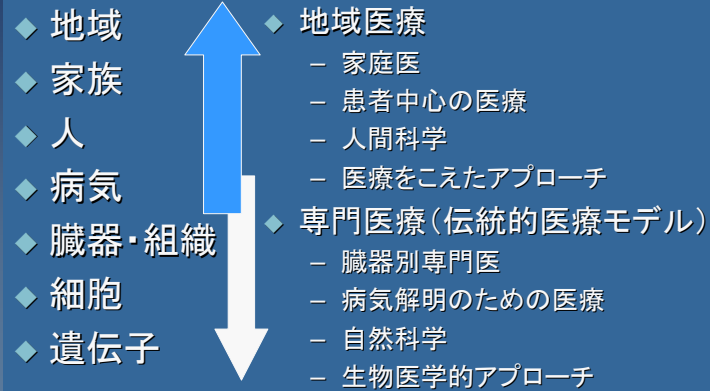 地域
家族
人
病気
臓器・組織
細胞
遺伝子
地域医療
– 家庭医
– 患者中心の医療
– 人間科学
– 医療をこえたアプローチ
専門医療（伝統的医療モデル）
– 臓器別専門医
– 病気解明のための医療
– 自然科学
– 生物医学的アプローチ